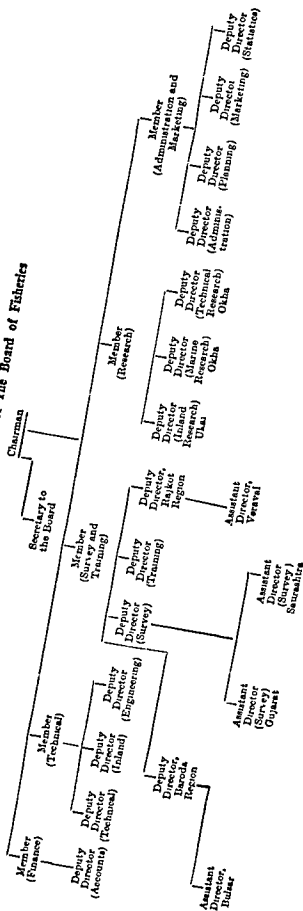 The Board of Fisheries
Chairman
Secretary to
the Board
Member
(Finance)
Member
(Technical)
Member
(Survey and
Training)
Member
(Research)
Member
(Administration and
Marketing)
Deputy
Director
(Accounts)
Deputy
Director
(Technical)
Deputy
Director
(Inland)
Deputy
Director
(Engineering)
Deputy
Director,
Baroda
Region
Deputy
Director
(Survey)
Deputy
Director
(Training)
Deputy
Director,
Rajkot
Region
Deputy
Director
(Inland
Research)
Ukai
Deputy
Director
(Marine
Research)
Okha
Deputy
Director
(Technical
Research)
Okha
Deputy
Director
(Adminis-
tration)
Deputy
Director
(Planning)
Deputy
Director
(Marketing)
Deputy
Director
(Statistics)
Assistant
Director,
Bulsar
Assistant
Director
(Survey)
Gujarat
Assistant
Director
(Survey)
Saurashtra
Assistant
Director,
Veraval